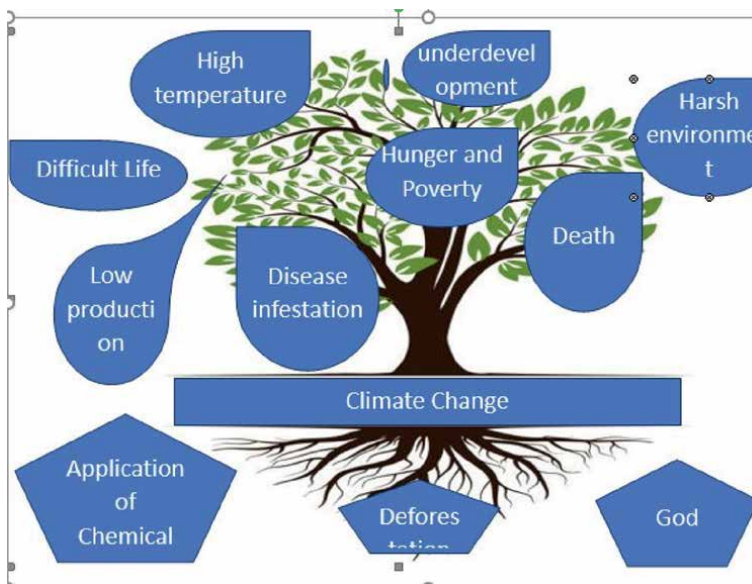 High
temperature
underdevel
opment
Harsh
environme
t
Difficult Life
Hunger and
Poverty
Death
Low
producti
on
Disease
infestation
Climate Change
Application
of
Chemical
Defores
tation
God